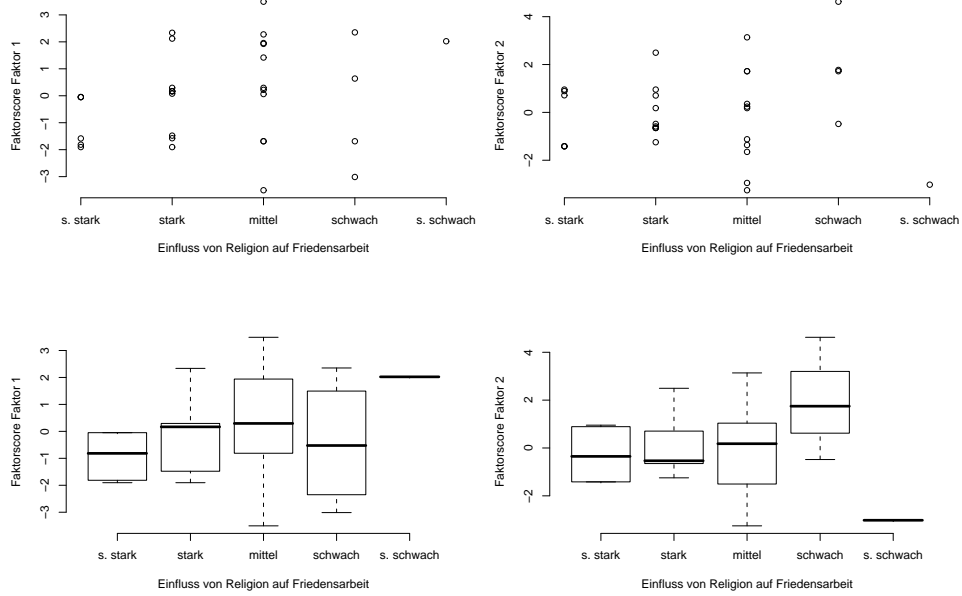 Faktorscore Faktor 1
3
2
1
0
−1
−2
−3
s. stark stark mittel schwach s. schwach
Einfluss von Religion auf Friedensarbeit
Faktorscore Faktor 2
4
2
0
−2
s. stark stark mittel schwach s. schwach
Einfluss von Religion auf Friedensarbeit
Faktorscore Faktor 1
3
2
1
0
−1
−2
−3
s. stark stark mittel schwach s. schwach
Einfluss von Religion auf Friedensarbeit
Faktorscore Faktor 2
4
2
0
−2
s. stark stark mittel schwach s. schwach
Einfluss von Religion auf Friedensarbeit